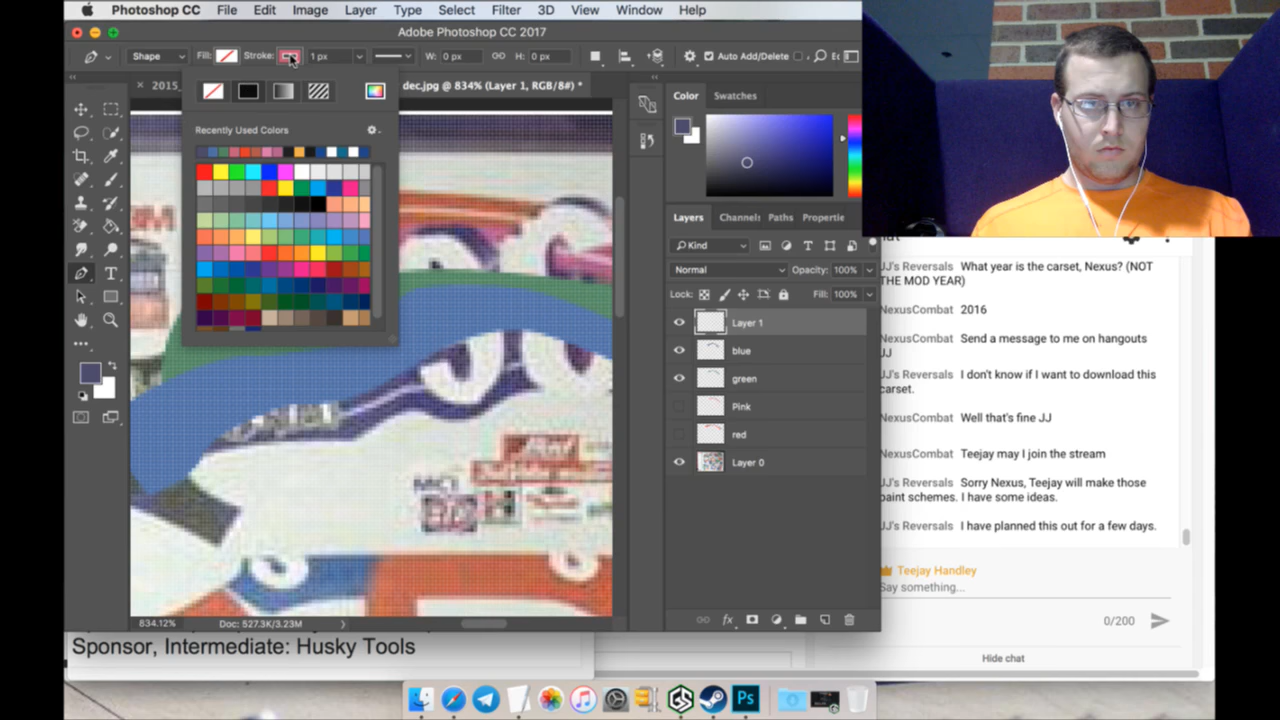 Photoshop CC File Edit Image Layer Type Select Filter 3D View Window Help
Adobe Photoshop CC 2017
Shape Fill: Stroke: 1 px W: 0 px H: 0 px Auto Add/Delete
2015_ dec.jpg @ 834% (Layer 1, RGB/8#) *
Recently Used Colors
Color Swatches
Layers Channels Paths Propertie
Kind
Normal Opacity: 100%
Lock: Fill: 100%
Layer 1
blue
green
Pink
red
Layer 0
834.12% Doc: 527.3K/3.23M
JJ's Reversals What year is the carset, Nexus? (NOT
THE MOD YEAR)
NexusCombat 2016
NexusCombat Send a message to me on hangouts
JJ
JJ's Reversals I don't know if I want to download this
carset.
NexusCombat Well that's fine JJ
NexusCombat Teejay may I join the stream
JJ's Reversals Sorry Nexus, Teejay will make those
paint schemes. I have some ideas.
JJ's Reversals I have planned this out for a few days.
Teejay Handley
Say something...
0/200
Hide chat
Sponsor, Intermediate: Husky Tools